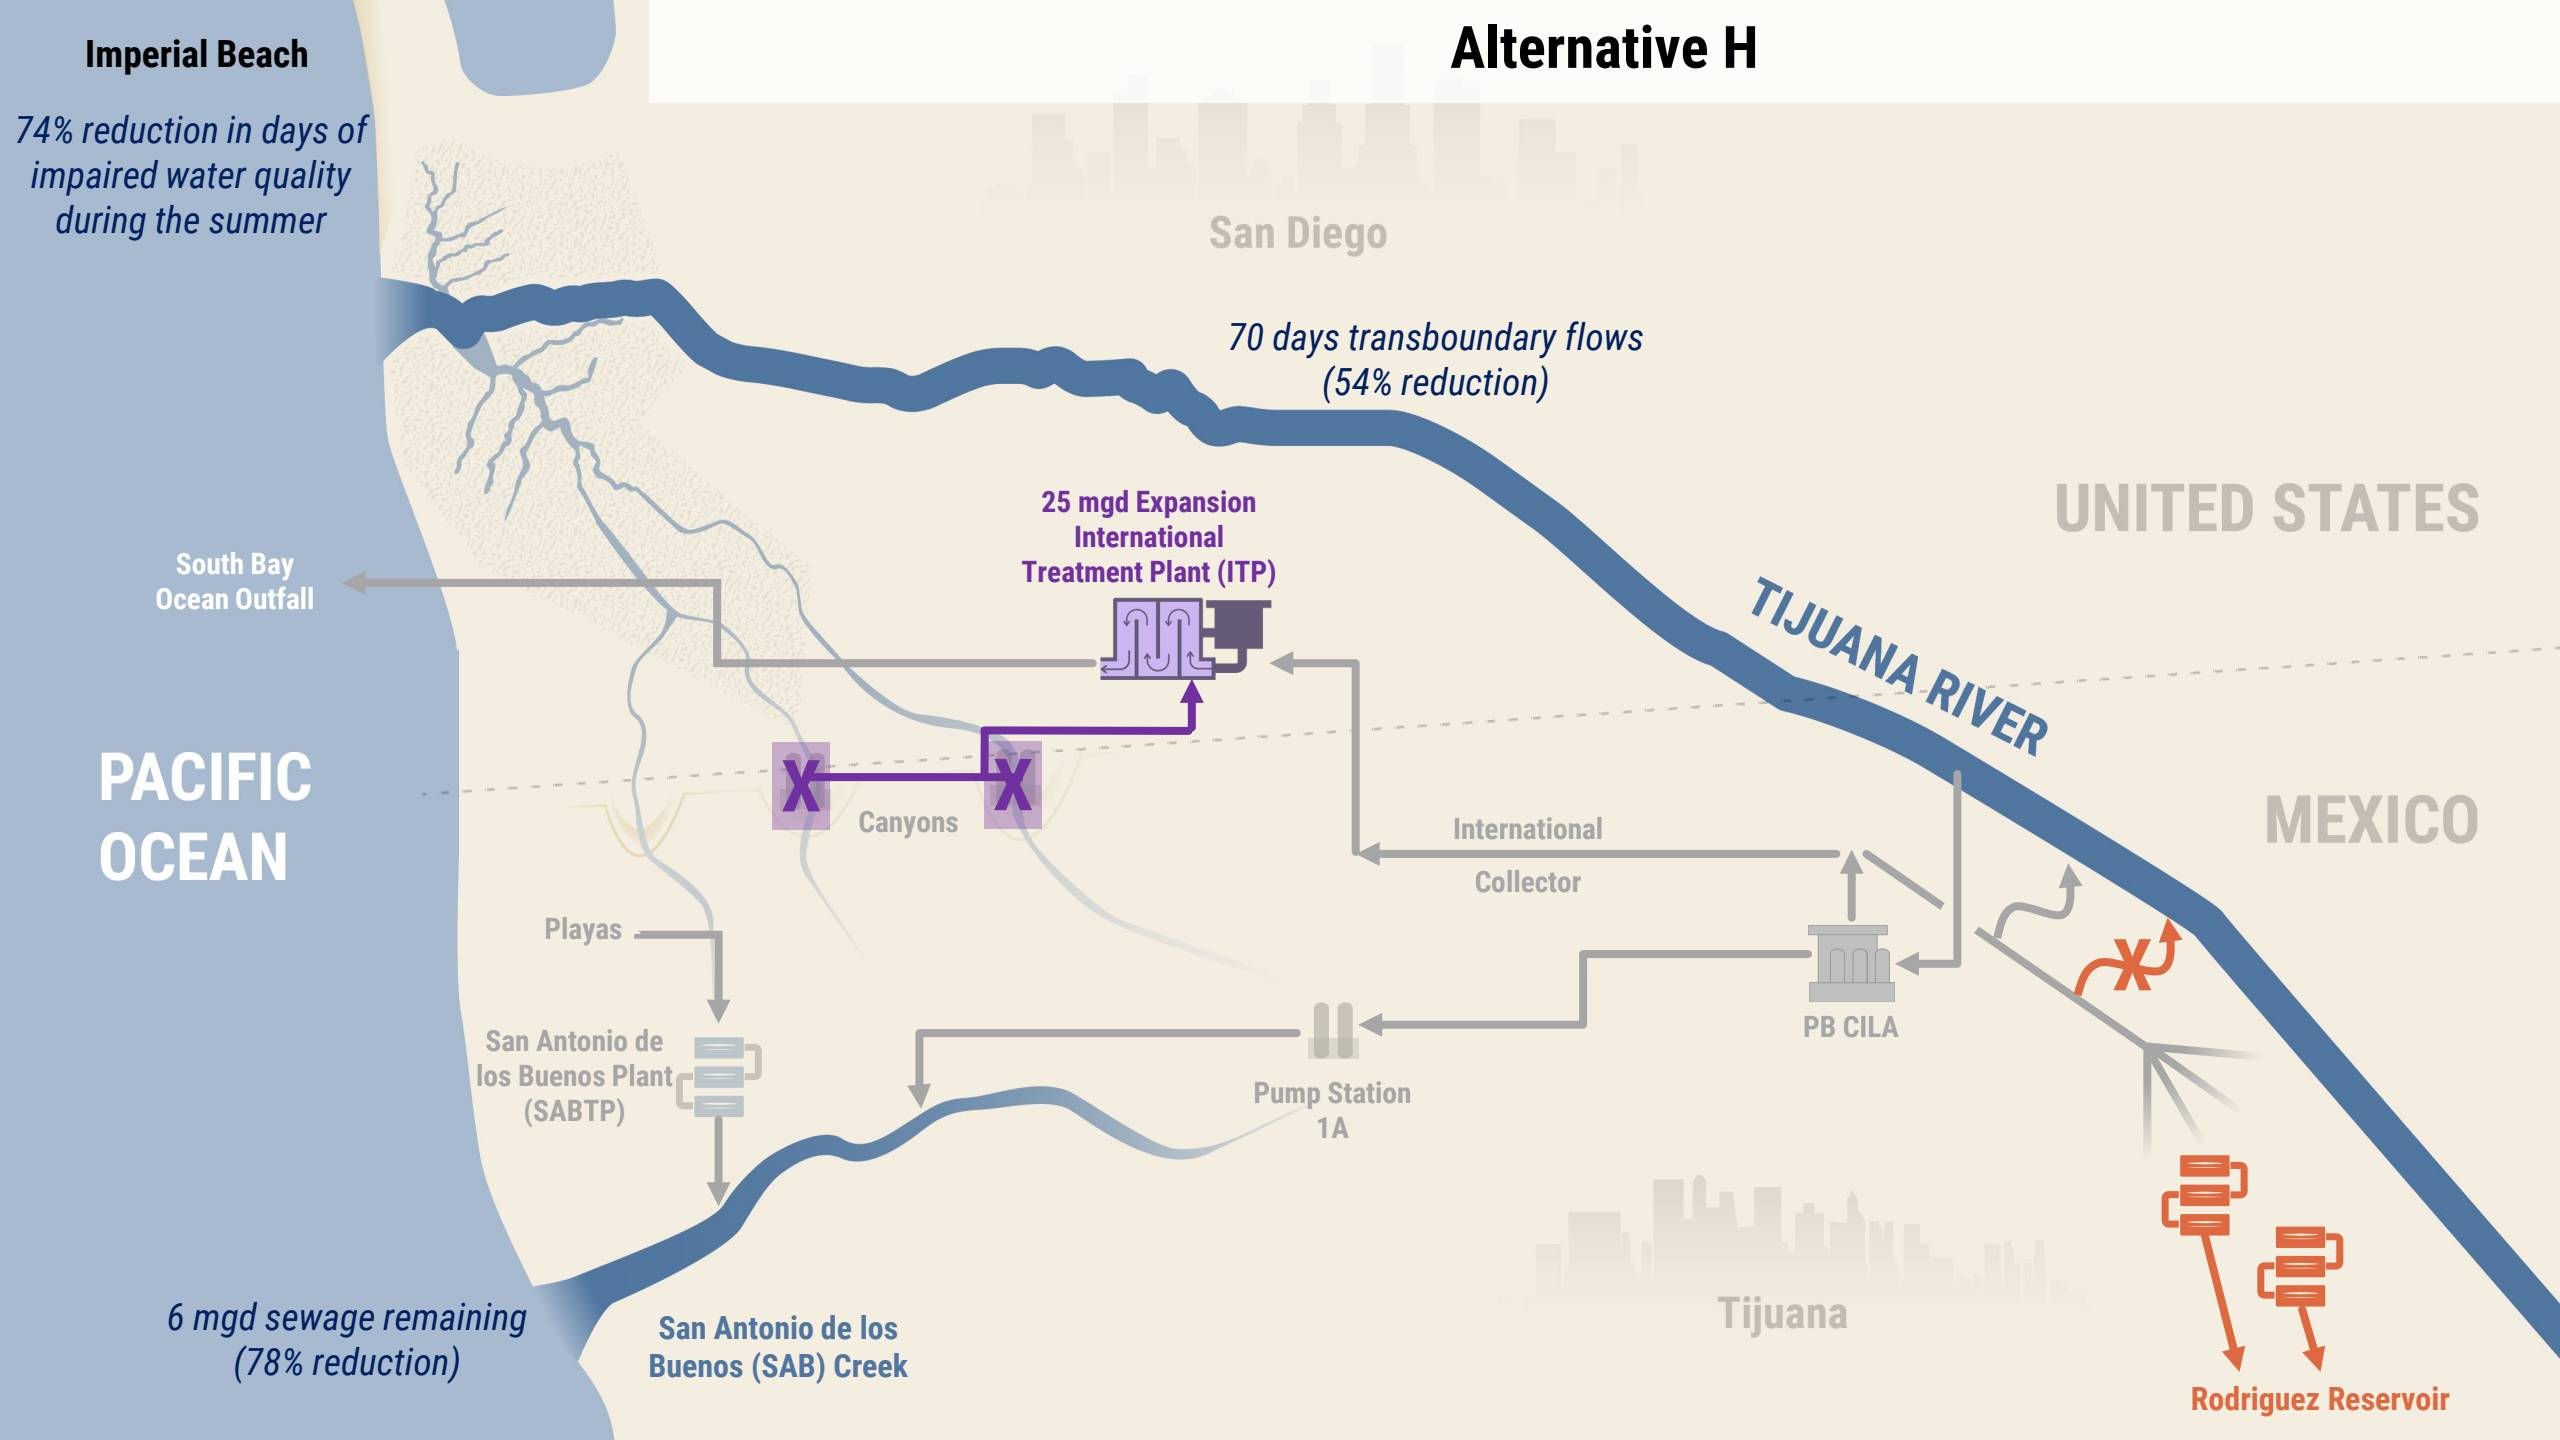 Alternative H
Imperial Beach
74% reduction in days of
impaired water quality
during the summer
San Diego
70 days transboundary flows
(54% reduction)
25 mgd Expansion
International
Treatment Plant (ITP)
UNITED STATES
South Bay
Ocean Outfall
TIJUANA RIVER
PACIFIC
OCEAN
X
X
Canyons
MEXICO
International
Collector
Playas
X
PB CILA
San Antonio de
los Buenos Plant
(SABTP)
Pump Station
1A
6 mgd sewage remaining
(78% reduction)
San Antonio de los
Buenos (SAB) Creek
Tijuana
Rodriguez Reservoir